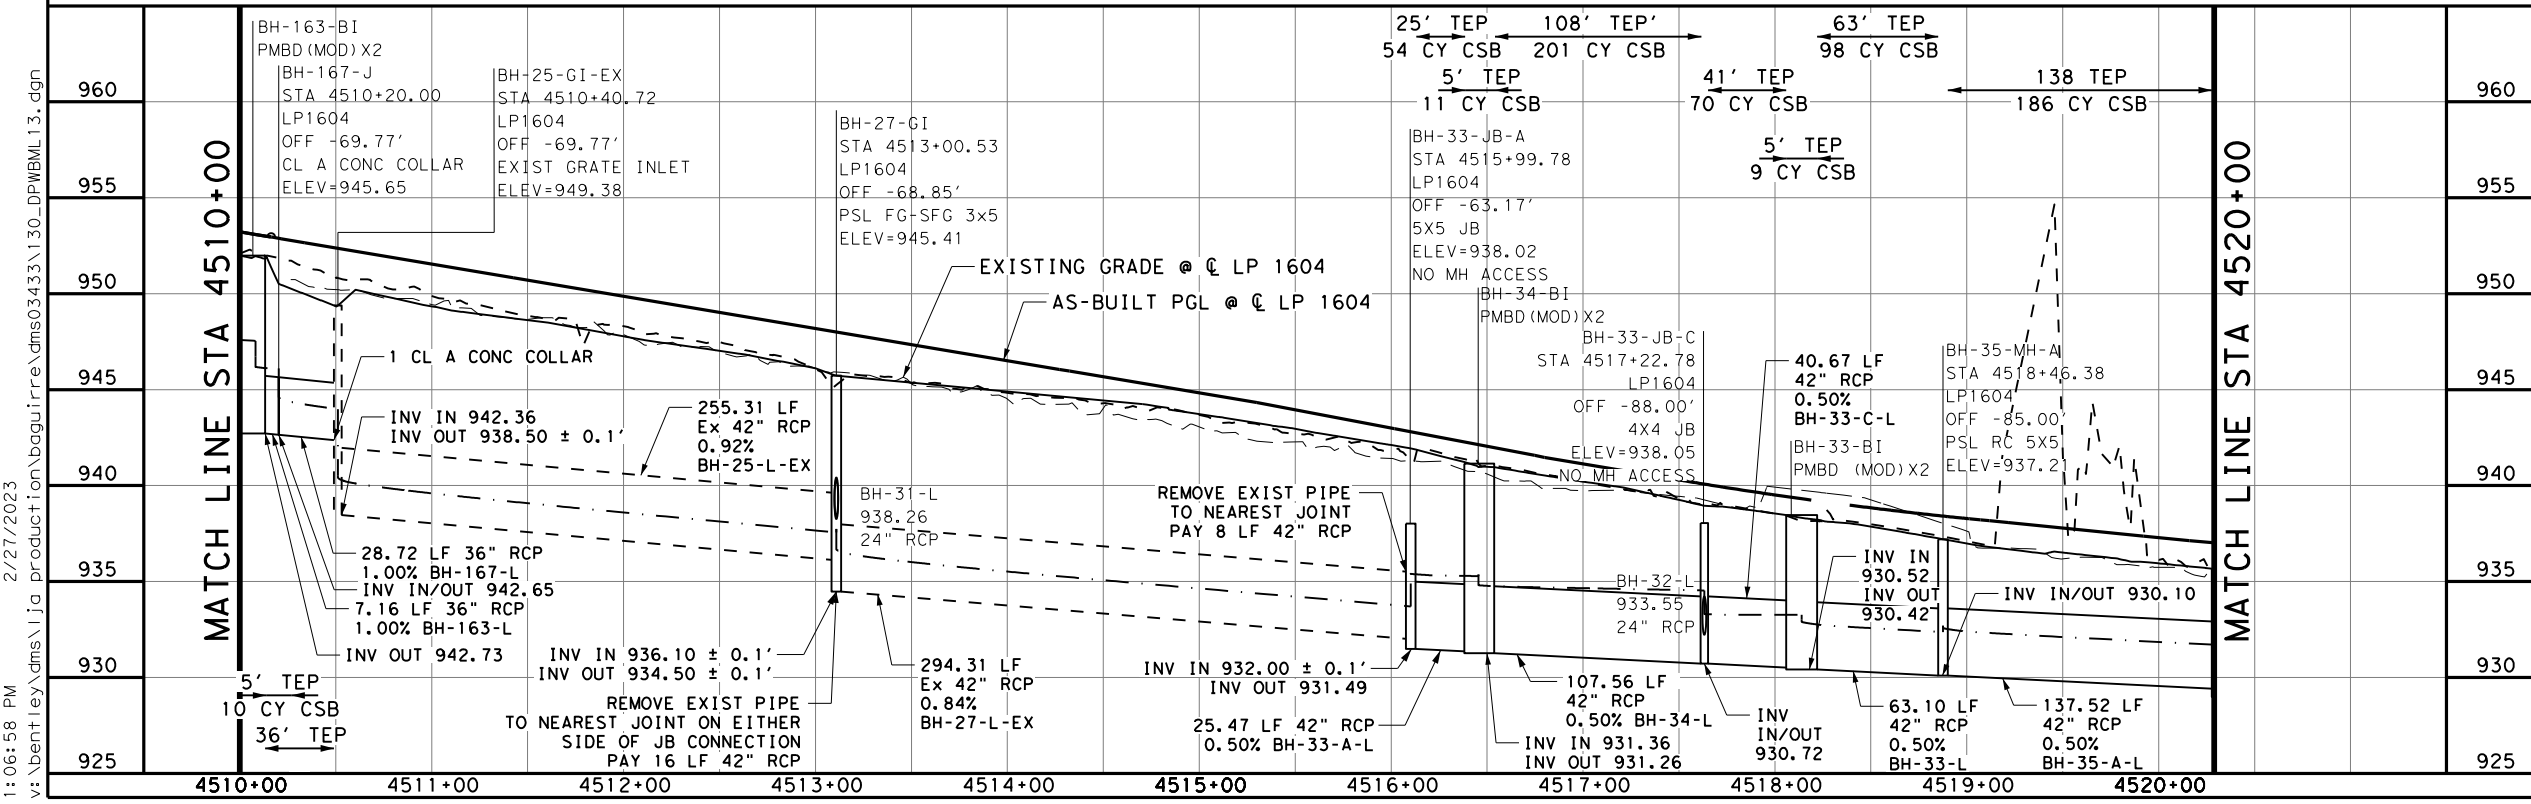 25' TEP
54 CY CSB
108' TEP'
201 CY CSB
63' TEP
98 CY CSB
5' TEP
11 CY CSB
41' TEP
70 CY CSB
138 TEP
186 CY CSB
5' TEP
9 CY CSB
BH-163-BI
PMBD(MOD)X2
BH-167-J
STA 4510+20.00
LP1604
OFF -69.77'
CL A CONC COLLAR
ELEV=945.65
BH-25-GI-EX
STA 4510+40.72
LP1604
OFF -69.77'
EXIST GRATE INLET
ELEV=949.38
BH-27-GI
STA 4513+00.53
LP1604
OFF -68.85'
PSL FG-SFG 3x5
ELEV=945.41
BH-33-JB-A
STA 4515+99.78
LP1604
OFF -63.17'
5X5 JB
ELEV=938.02
NO MH ACCESS
BH-34-BI
PMBD(MOD)X2
BH-33-JB-C
STA 4517+22.78
LP1604
OFF -88.00'
4X4 JB
ELEV=938.05
NO MH ACCESS
40.67 LF
42" RCP
0.50%
BH-33-C-L
BH-33-BI
PMBD (MOD)X2
BH-35-MH-A
STA 4518+46.38
LP1604
OFF -85.00'
PSL RC 5X5
ELEV=937.21
960
955
950
945
940
935
930
925
960
955
950
945
940
935
930
925
MATCH LINE STA 4510+00
MATCH LINE STA 4520+00
EXISTING GRADE @ ℄ LP 1604
AS-BUILT PGL @ ℄ LP 1604
1 CL A CONC COLLAR
INV IN 942.36
INV OUT 938.50 ± 0.1'
255.31 LF
Ex 42" RCP
0.92%
BH-25-L-EX
BH-31-L
938.26
24" RCP
REMOVE EXIST PIPE
TO NEAREST JOINT
PAY 8 LF 42" RCP
28.72 LF 36" RCP
1.00% BH-167-L
INV IN/OUT 942.65
7.16 LF 36" RCP
1.00% BH-163-L
INV OUT 942.73
INV IN 936.10 ± 0.1'
INV OUT 934.50 ± 0.1'
REMOVE EXIST PIPE
TO NEAREST JOINT ON EITHER
SIDE OF JB CONNECTION
PAY 16 LF 42" RCP
294.31 LF
Ex 42" RCP
0.84%
BH-27-L-EX
INV IN 932.00 ± 0.1'
INV OUT 931.49
25.47 LF 42" RCP
0.50% BH-33-A-L
107.56 LF
42" RCP
0.50% BH-34-L
INV IN 931.36
INV OUT 931.26
BH-32-L
933.55
24" RCP
INV
IN/OUT
930.72
INV IN
930.52
INV OUT
930.42
INV IN/OUT 930.10
63.10 LF
42" RCP
0.50%
BH-33-L
137.52 LF
42" RCP
0.50%
BH-35-A-L
5' TEP
10 CY CSB
36' TEP
4510+00 4511+00 4512+00 4513+00 4514+00 4515+00 4516+00 4517+00 4518+00 4519+00 4520+00
1:06:58 PM 2/27/2023
v:\bentley\dms\lja production\baguirre\dms03433\130_DPWBML13.dgn